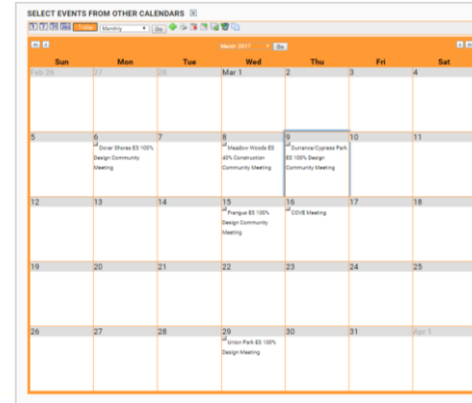 SELECT EVENTS FROM OTHER CALENDARS
Today Monthly Go
March 2017 Go
Sun Mon Tue Wed Thu Fri Sat
Feb 26 27 28 Mar 1 2 3 4
5 6 7 8 9 10 11
Dover Shores ES 100%
Design Community
Meeting
Meadow Woods ES
40% Construction
Community Meeting
Durrance/Cypress Park
ES 100% Design
Community Meeting
12 13 14 15 16 17 18
Frangus ES 100%
Design Community
Meeting
COVE Meeting
19 20 21 22 23 24 25
26 27 28 29 30 31 Apr 1
Union Park ES 100%
Design Meeting